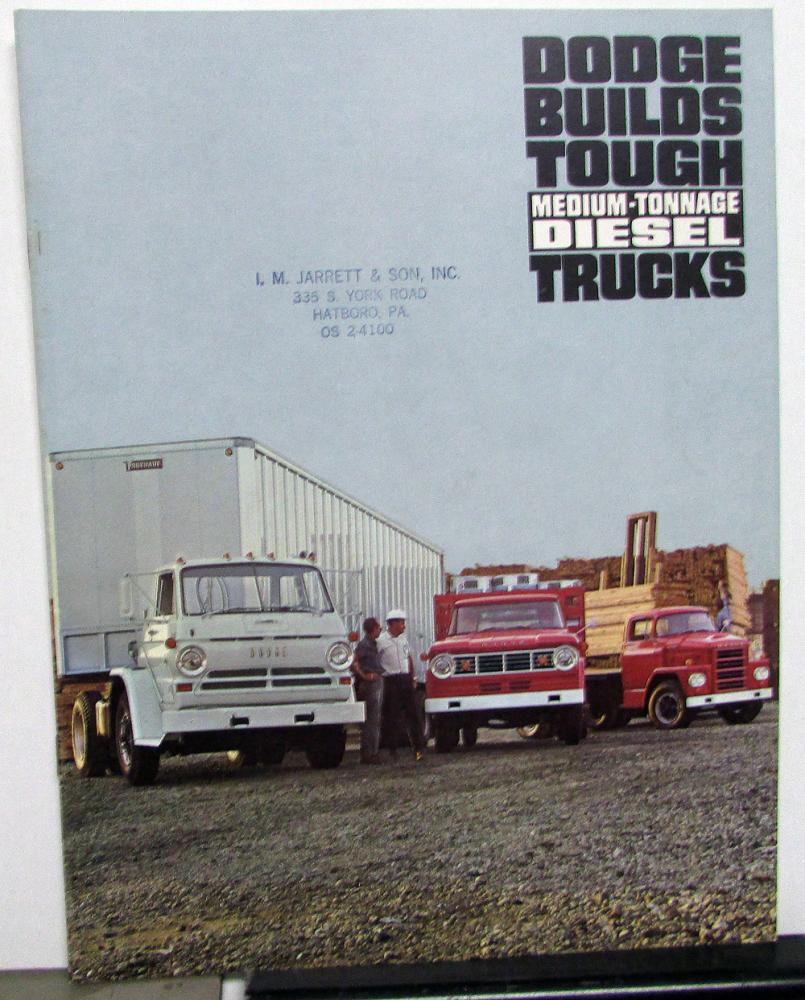 DODGE
BUILDS
TOUGH
MEDIUM-TONNAGE
DIESEL
TRUCKS
I. M. JARRETT & SON, INC.
335 S. YORK ROAD
HATBORO, PA.
OS 2-4100
FRUEHAUF
DODGE
DODGE